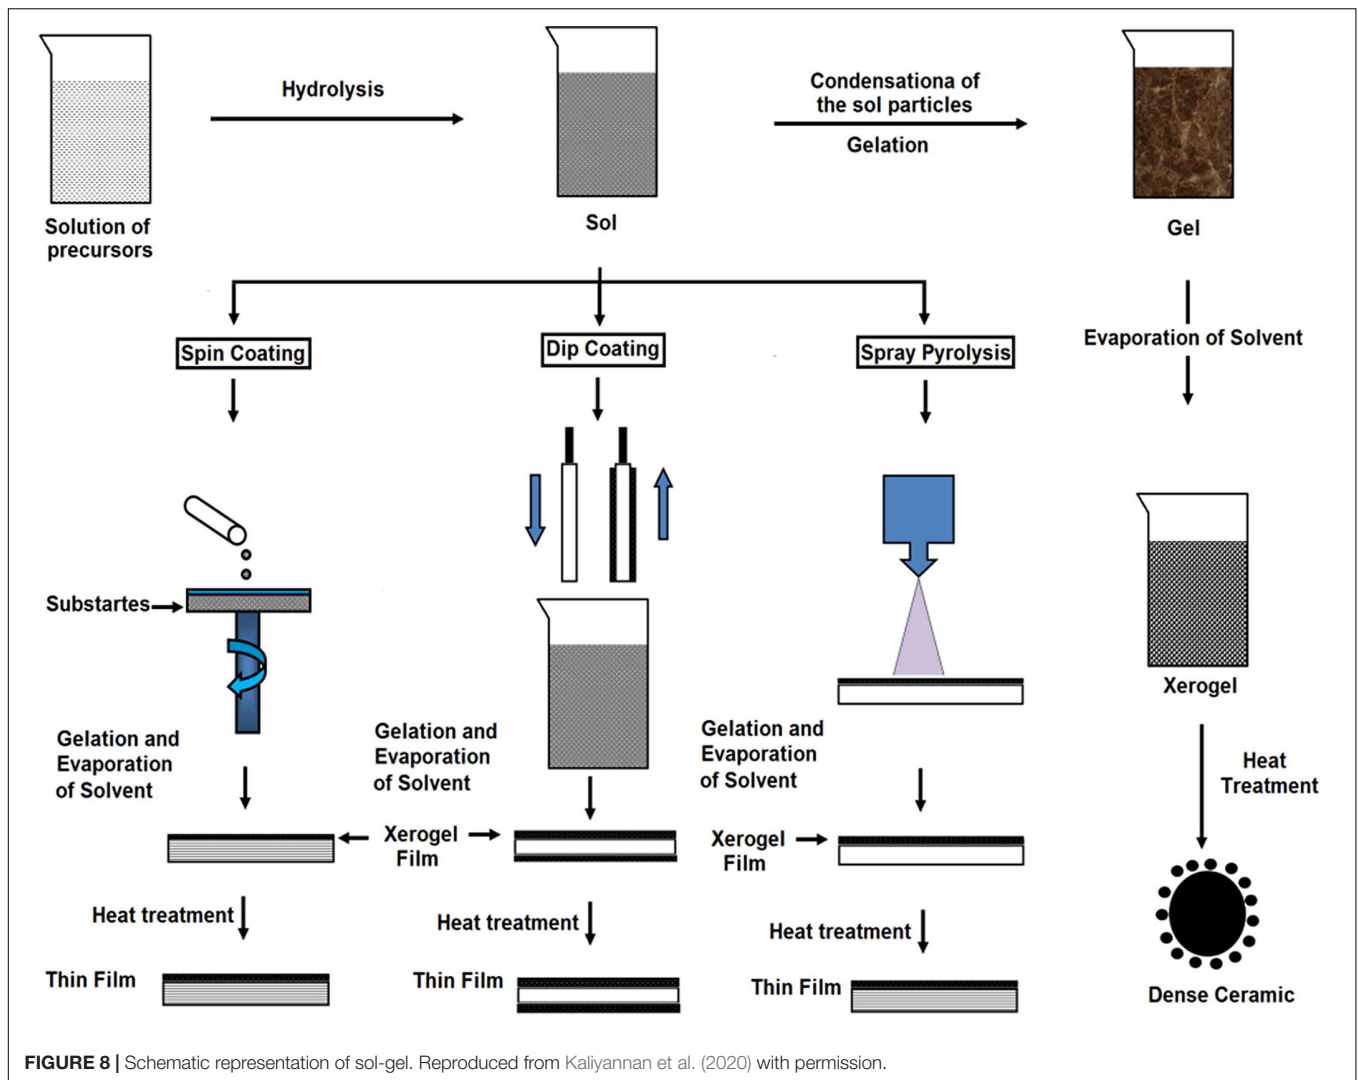 Hydrolysis
Condensationa of
the sol particles
Gelation
Solution of
precursors
Sol
Gel
Spin Coating
Dip Coating
Spray Pyrolysis
Evaporation of Solvent
Substartes
Xerogel
Gelation and
Evaporation
of Solvent
Gelation and
Evaporation
of Solvent
Gelation and
Evaporation
of Solvent
Heat
Treatment
Xerogel
Film
Xerogel
Film
Heat treatment
Heat treatment
Heat treatment
Thin Film
Thin Film
Thin Film
Dense Ceramic
FIGURE 8 | Schematic representation of sol-gel. Reproduced from Kaliyannan et al. (2020) with permission.